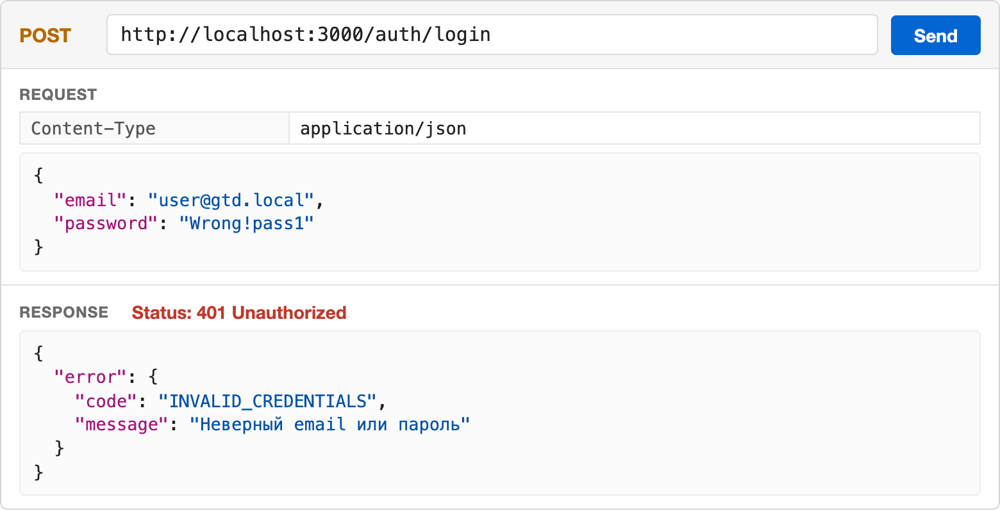 POST http://localhost:3000/auth/login Send
REQUEST
Content-Type application/json
{
  "email": "user@gtd.local",
  "password": "Wrong!pass1"
}
RESPONSE Status: 401 Unauthorized
{
  "error": {
    "code": "INVALID_CREDENTIALS",
    "message": "Неверный email или пароль"
  }
}